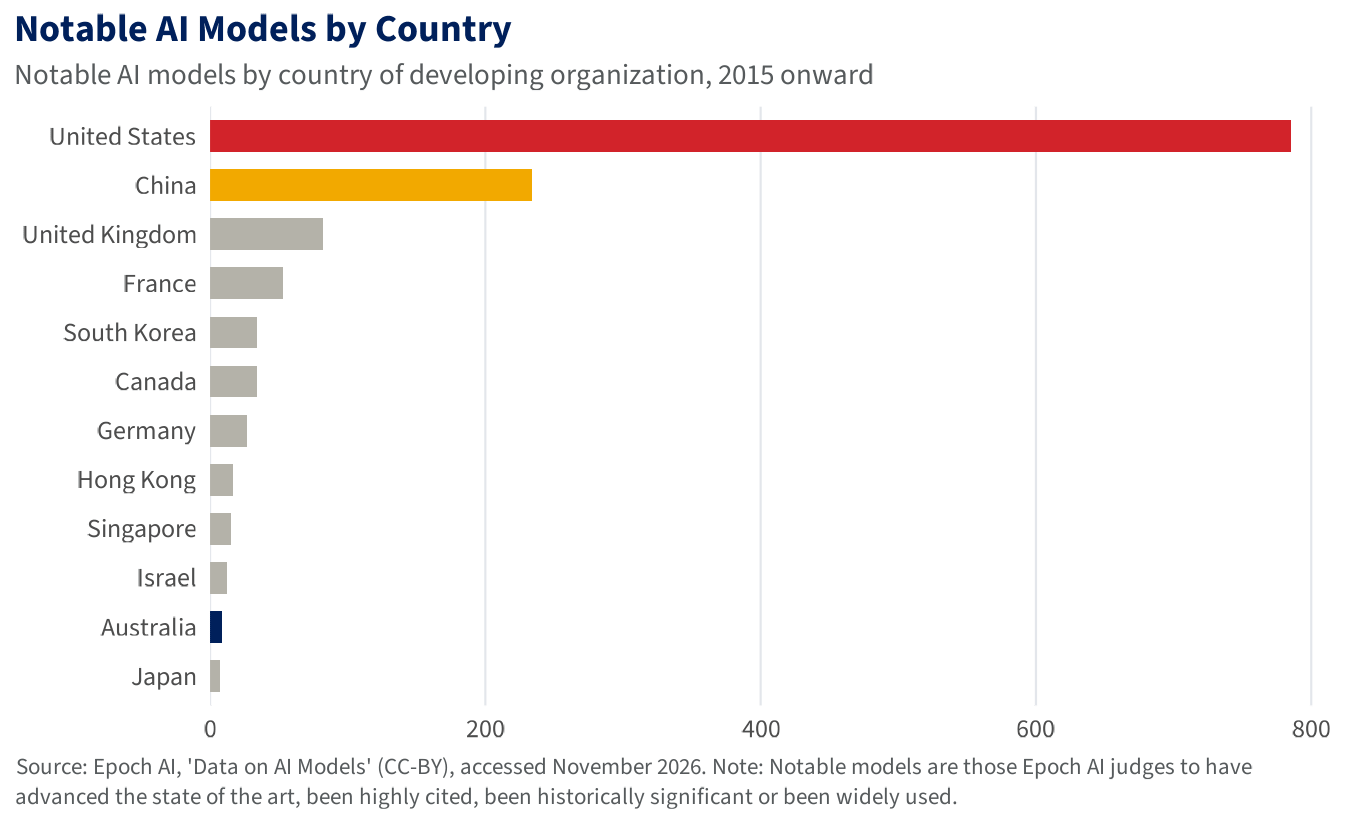 Notable AI Models by Country
Notable AI models by country of developing organization, 2015 onward
United States
China
United Kingdom
France
South Korea
Canada
Germany
Hong Kong
Singapore
Israel
Australia
Japan
0 200 400 600 800
Source: Epoch AI, 'Data on AI Models' (CC-BY), accessed November 2026. Note: Notable models are those Epoch AI judges to have
advanced the state of the art, been highly cited, been historically significant or been widely used.